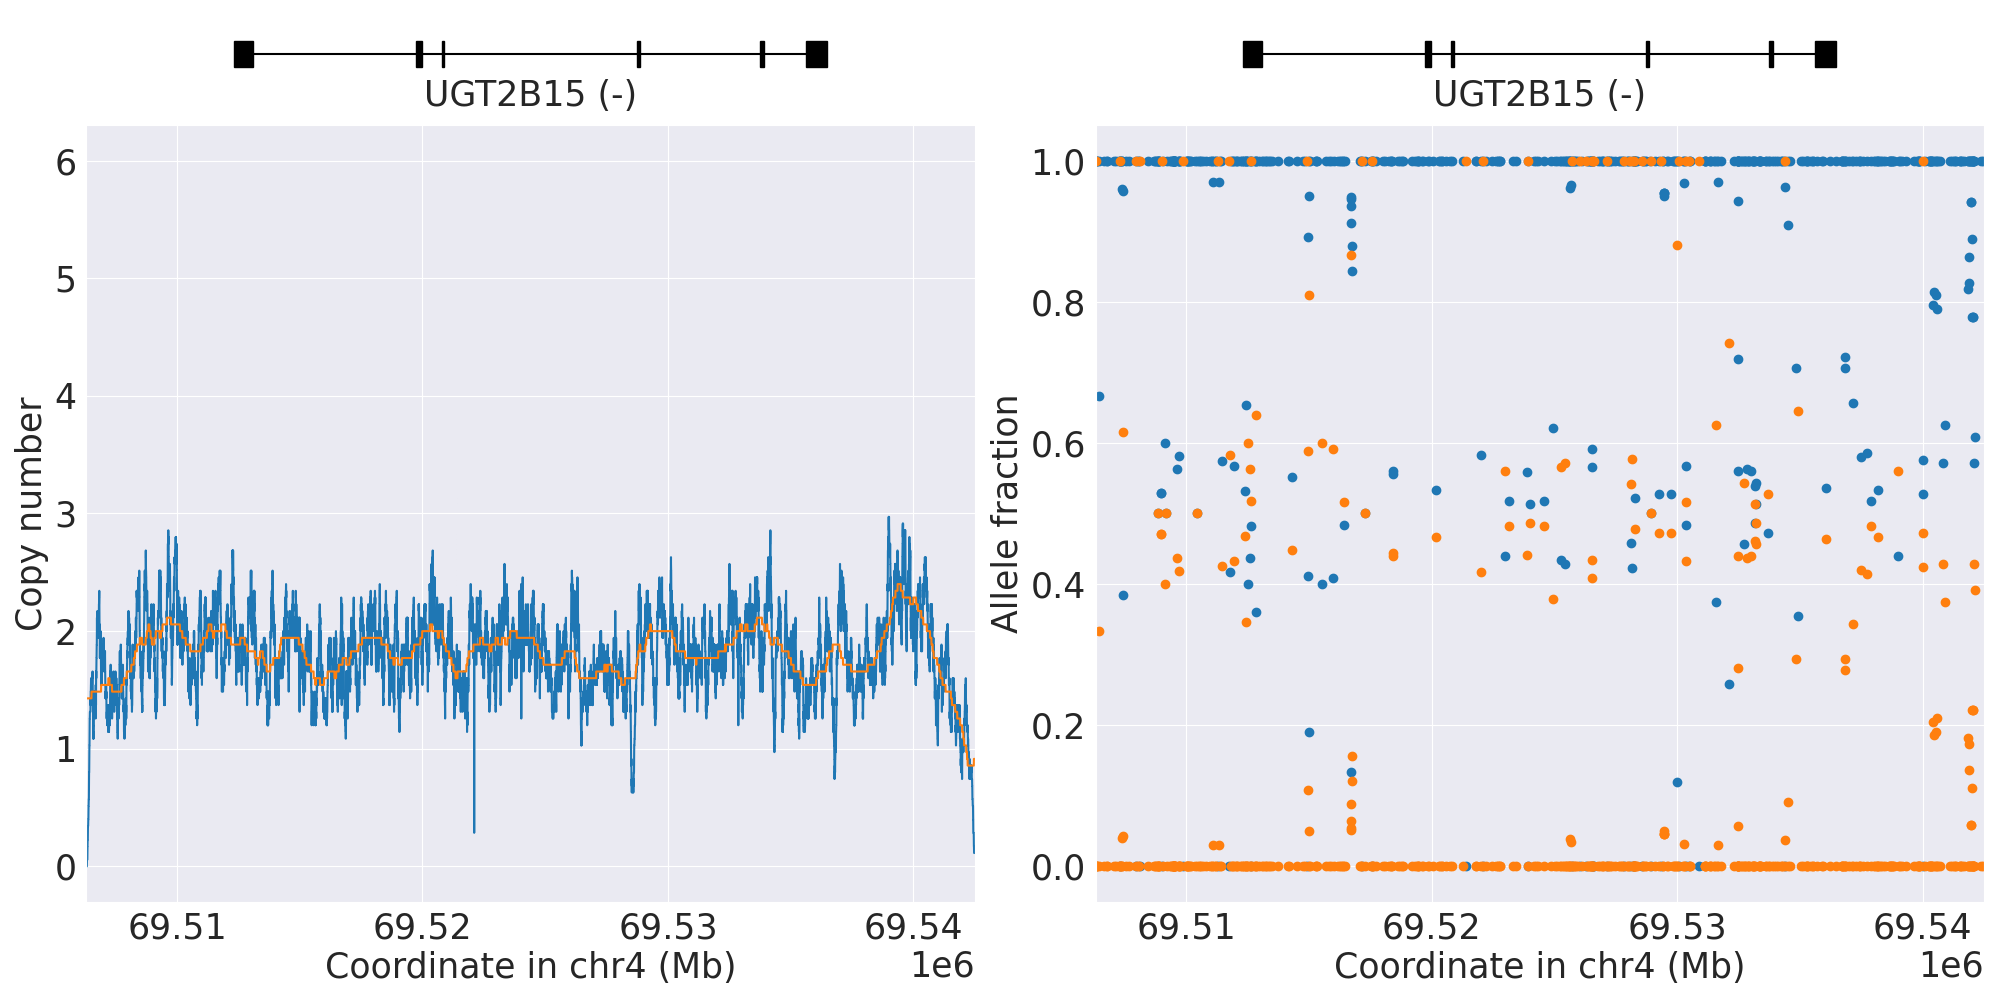 UGT2B15 (-)
6
5
4
3
2
1
0
Copy number
69.51 69.52 69.53 69.54
Coordinate in chr4 (Mb)
1e6
UGT2B15 (-)
1.0
0.8
0.6
0.4
0.2
0.0
Allele fraction
69.51 69.52 69.53 69.54
Coordinate in chr4 (Mb)
1e6